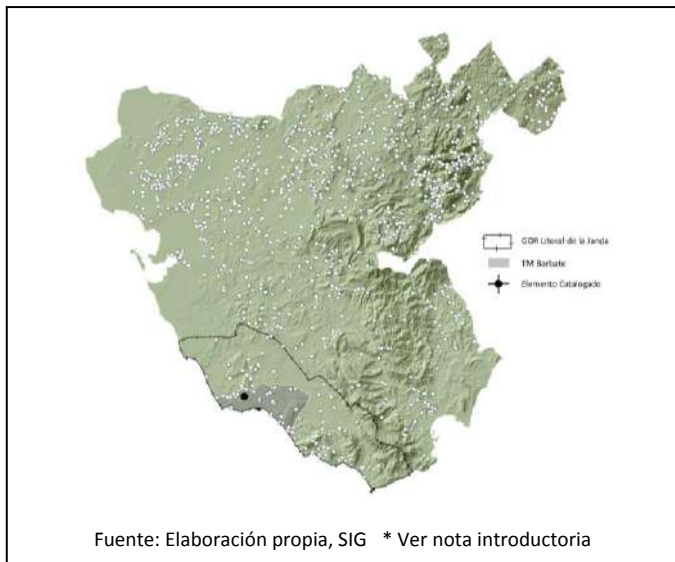 GDR Litoral de la Janda
TM Barbate
Elemento Catalogado
Fuente: Elaboración propia, SIG * Ver nota introductoria